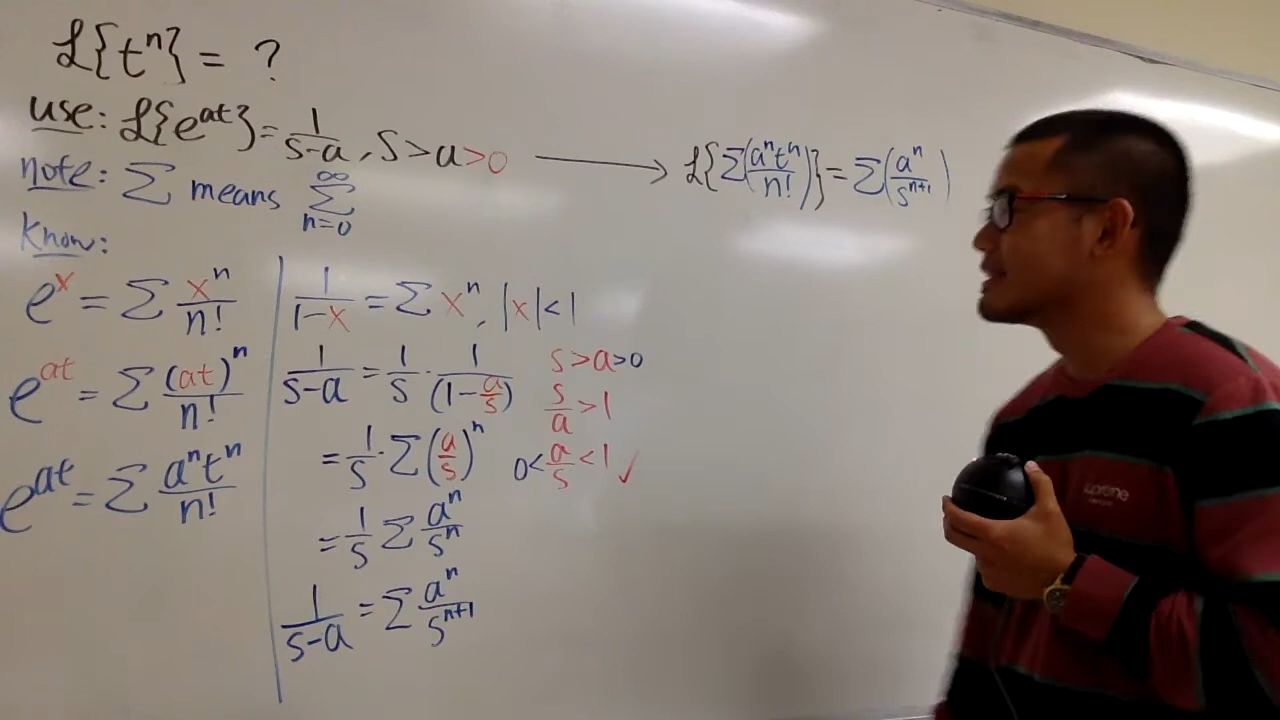 ℒ{tⁿ} = ?
use: ℒ{e^{at}} = 1/(s-a), s > a > 0 ⟶ ℒ{Σ(aⁿtⁿ/n!)} = Σ(aⁿ/s^{n+1})
note: Σ means Σ_{n=0}^{∞}
Know:
e^x = Σ xⁿ/n!
e^{at} = Σ (at)ⁿ/n!
e^{at} = Σ aⁿtⁿ/n!
1/(1-x) = Σ xⁿ, |x| < 1
1/(s-a) = 1/s · 1/(1-a/s)
= 1/s · Σ(a/s)ⁿ
= 1/s Σ aⁿ/sⁿ
1/(s-a) = Σ aⁿ/s^{n+1}
s > a > 0
s/a > 1
0 < a/s < 1 ✓